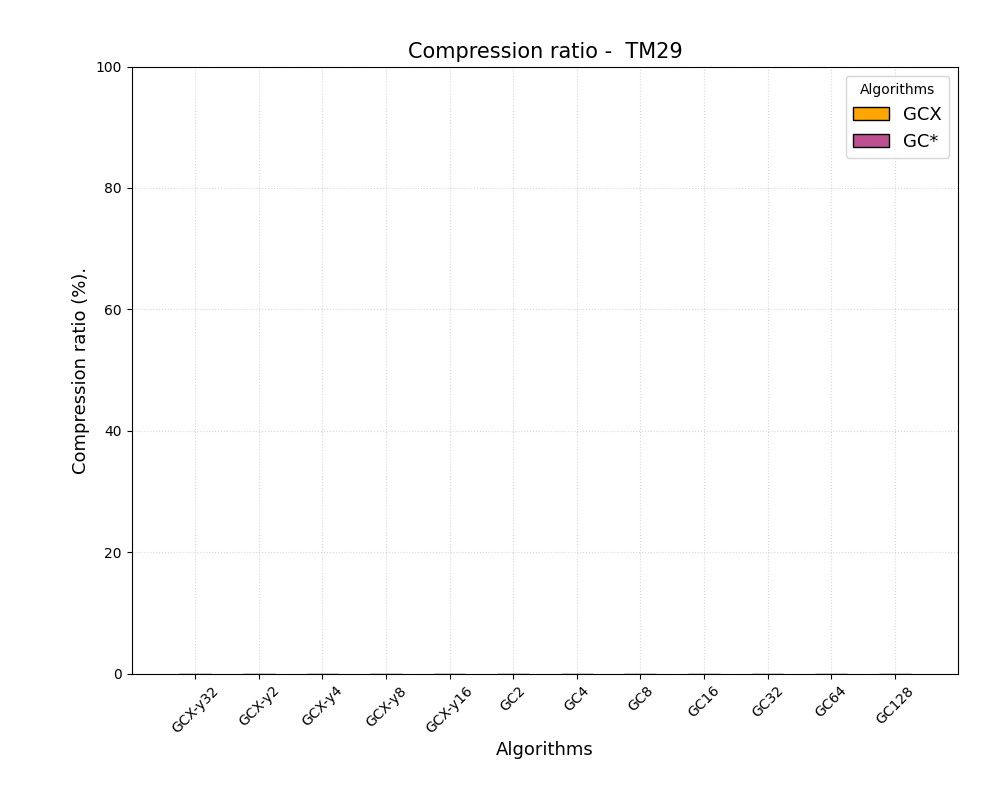 Compression ratio -  TM29
Algorithms
GCX
GC*
Compression ratio (%).
100
80
60
40
20
0
GCX-y32
GCX-y2
GCX-y4
GCX-y8
GCX-y16
GC2
GC4
GC8
GC16
GC32
GC64
GC128
Algorithms